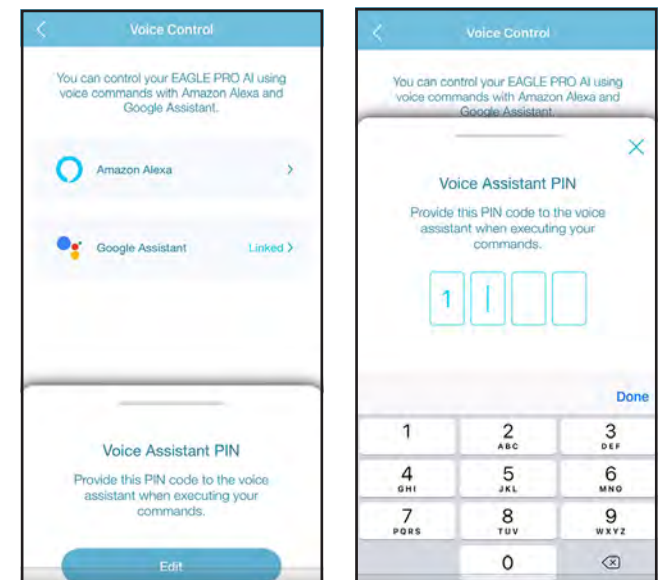 Voice Control
You can control your EAGLE PRO AI using
voice commands with Amazon Alexa and
Google Assistant.
Amazon Alexa
Google Assistant Linked
Voice Assistant PIN
Provide this PIN code to the voice
assistant when executing your
commands.
Edit
Voice Control
You can control your EAGLE PRO AI using
voice commands with Amazon Alexa and
Google Assistant.
Voice Assistant PIN
Provide this PIN code to the voice
assistant when executing your
commands.
1
Done
1 2 3
ABC DEF
4 5 6
GHI JKL MNO
7 8 9
PQRS TUV WXYZ
0